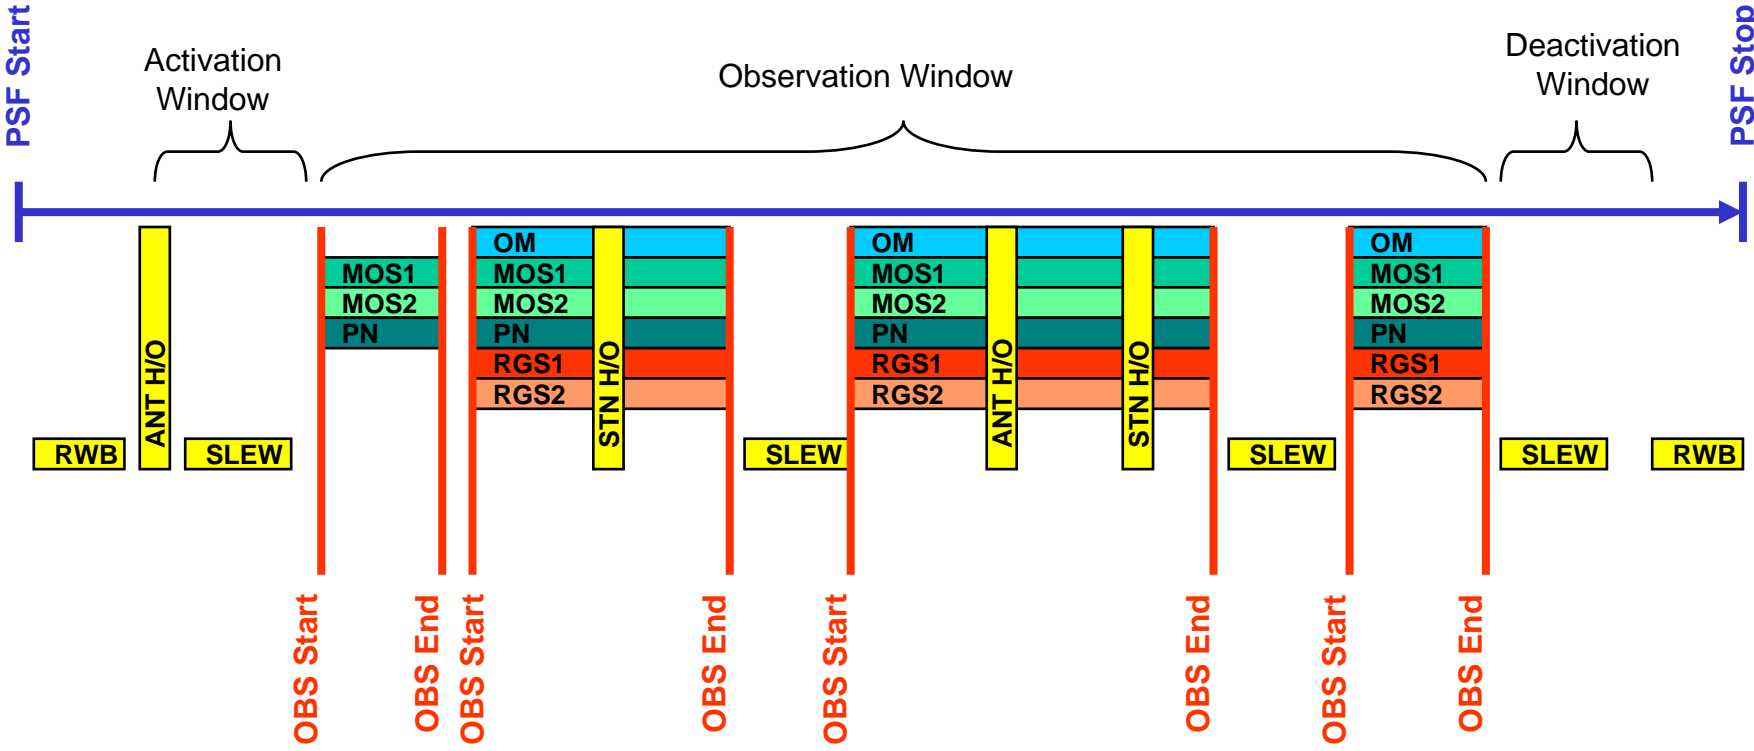 PSF Start
Activation
Window
Observation Window
Deactivation
Window
PSF Stop
RWB
ANT H/O
SLEW
MOS1
MOS2
PN
OM
MOS1
MOS2
PN
RGS1
RGS2
STN H/O
SLEW
OM
MOS1
MOS2
PN
RGS1
RGS2
ANT H/O
STN H/O
SLEW
OM
MOS1
MOS2
PN
RGS1
RGS2
SLEW
RWB
OBS Start
OBS End
OBS Start
OBS End
OBS Start
OBS End
OBS Start
OBS End